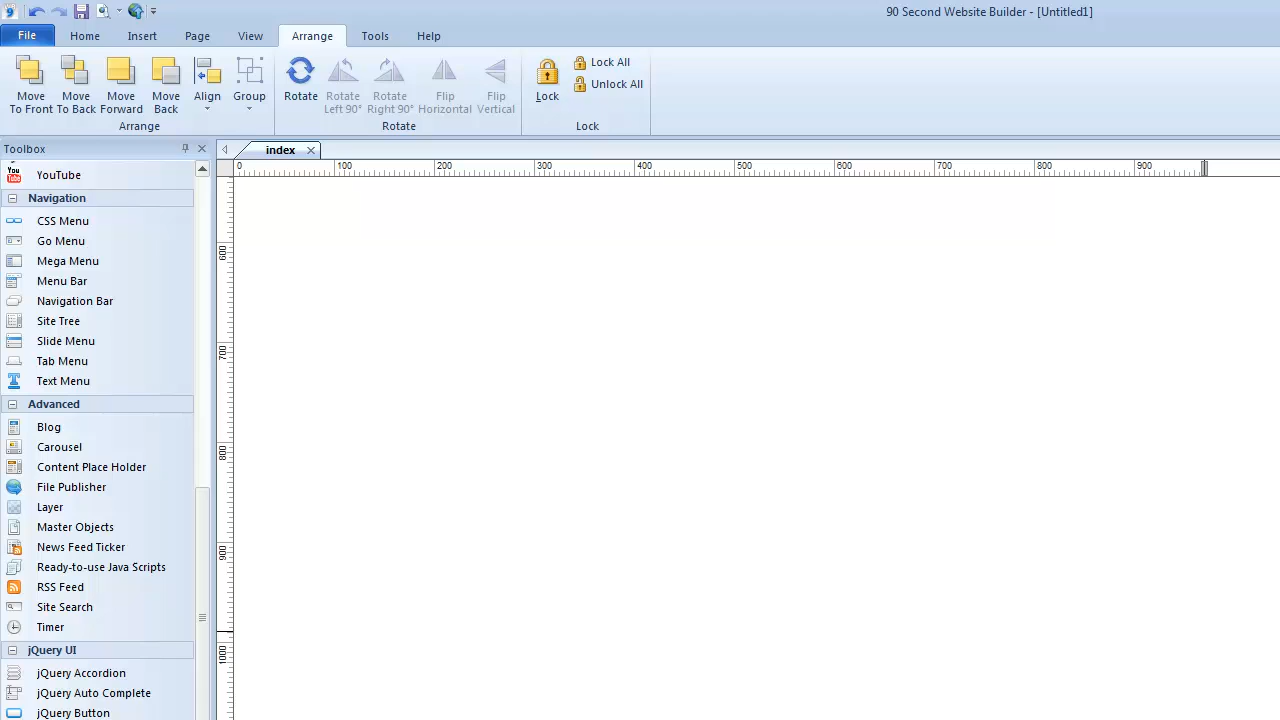 90 Second Website Builder - [Untitled1]
File Home Insert Page View Arrange Tools Help
Move To Front
Move To Back
Move Forward
Move Back
Align
Group
Rotate
Rotate Left 90°
Rotate Right 90°
Flip Horizontal
Flip Vertical
Lock
Lock All
Unlock All
Arrange Rotate Lock
Toolbox
index
0 100 200 300 400 500 600 700 800 900
You Tube YouTube
Navigation
CSS Menu
Go Menu
Mega Menu
Menu Bar
Navigation Bar
Site Tree
Slide Menu
Tab Menu
Text Menu
Advanced
Blog
Carousel
Content Place Holder
File Publisher
Layer
Master Objects
News Feed Ticker
Ready-to-use Java Scripts
RSS Feed
Site Search
Timer
jQuery UI
jQuery Accordion
jQuery Auto Complete
jQuery Button
600
700
800
900
1000